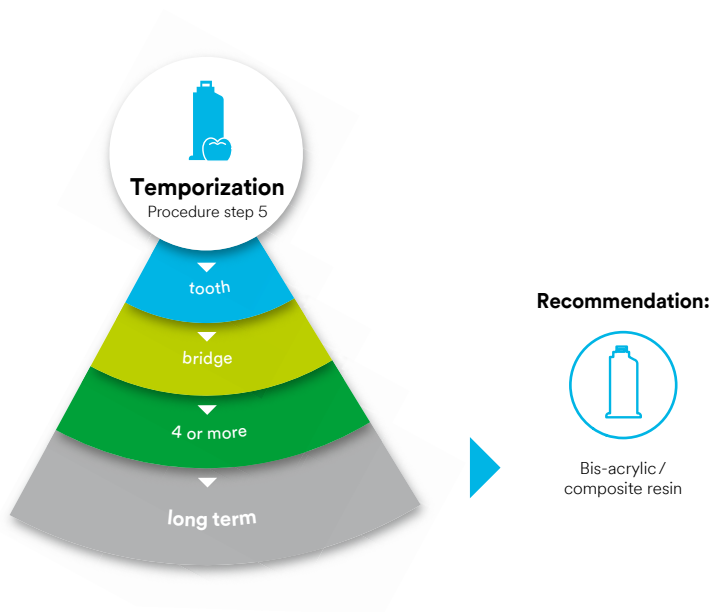 Temporization
Procedure step 5
tooth
bridge
4 or more
long term
Recommendation:
Bis-acrylic /
composite resin